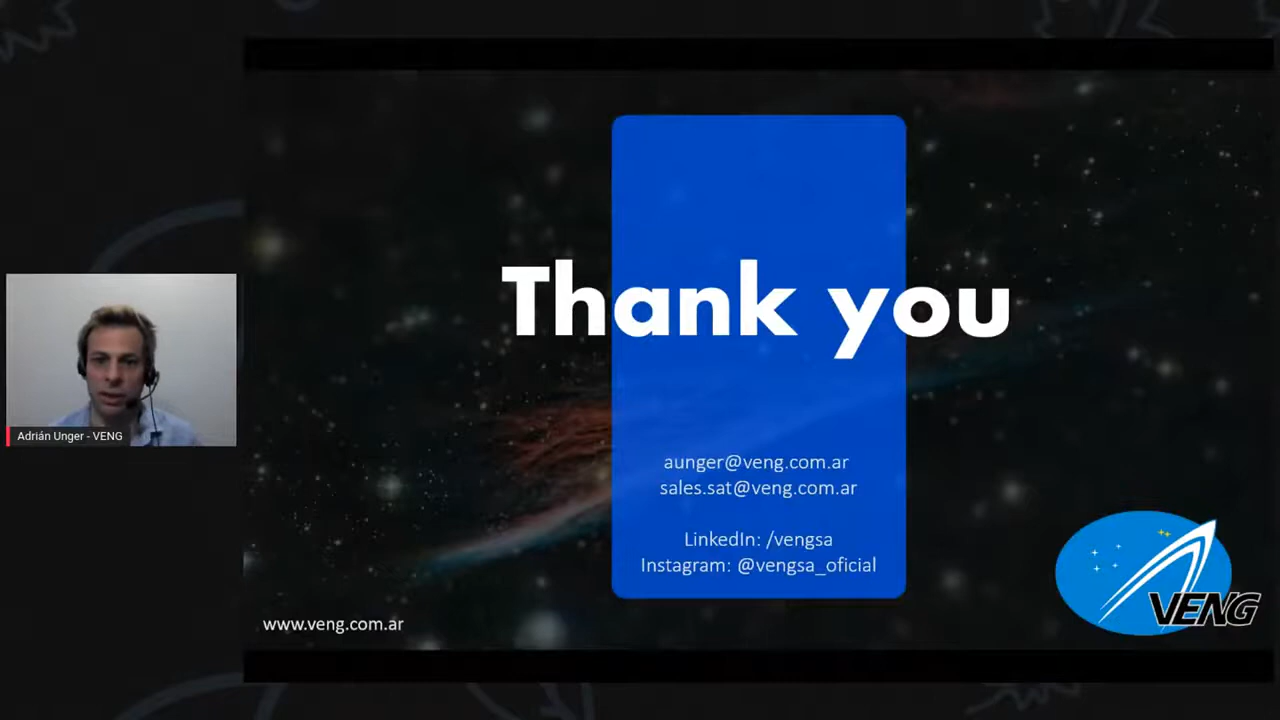 Thank you
aunger@veng.com.ar
sales.sat@veng.com.ar
LinkedIn: /vengsa
Instagram: @vengsa_oficial
www.veng.com.ar
VENG
Adrián Unger - VENG